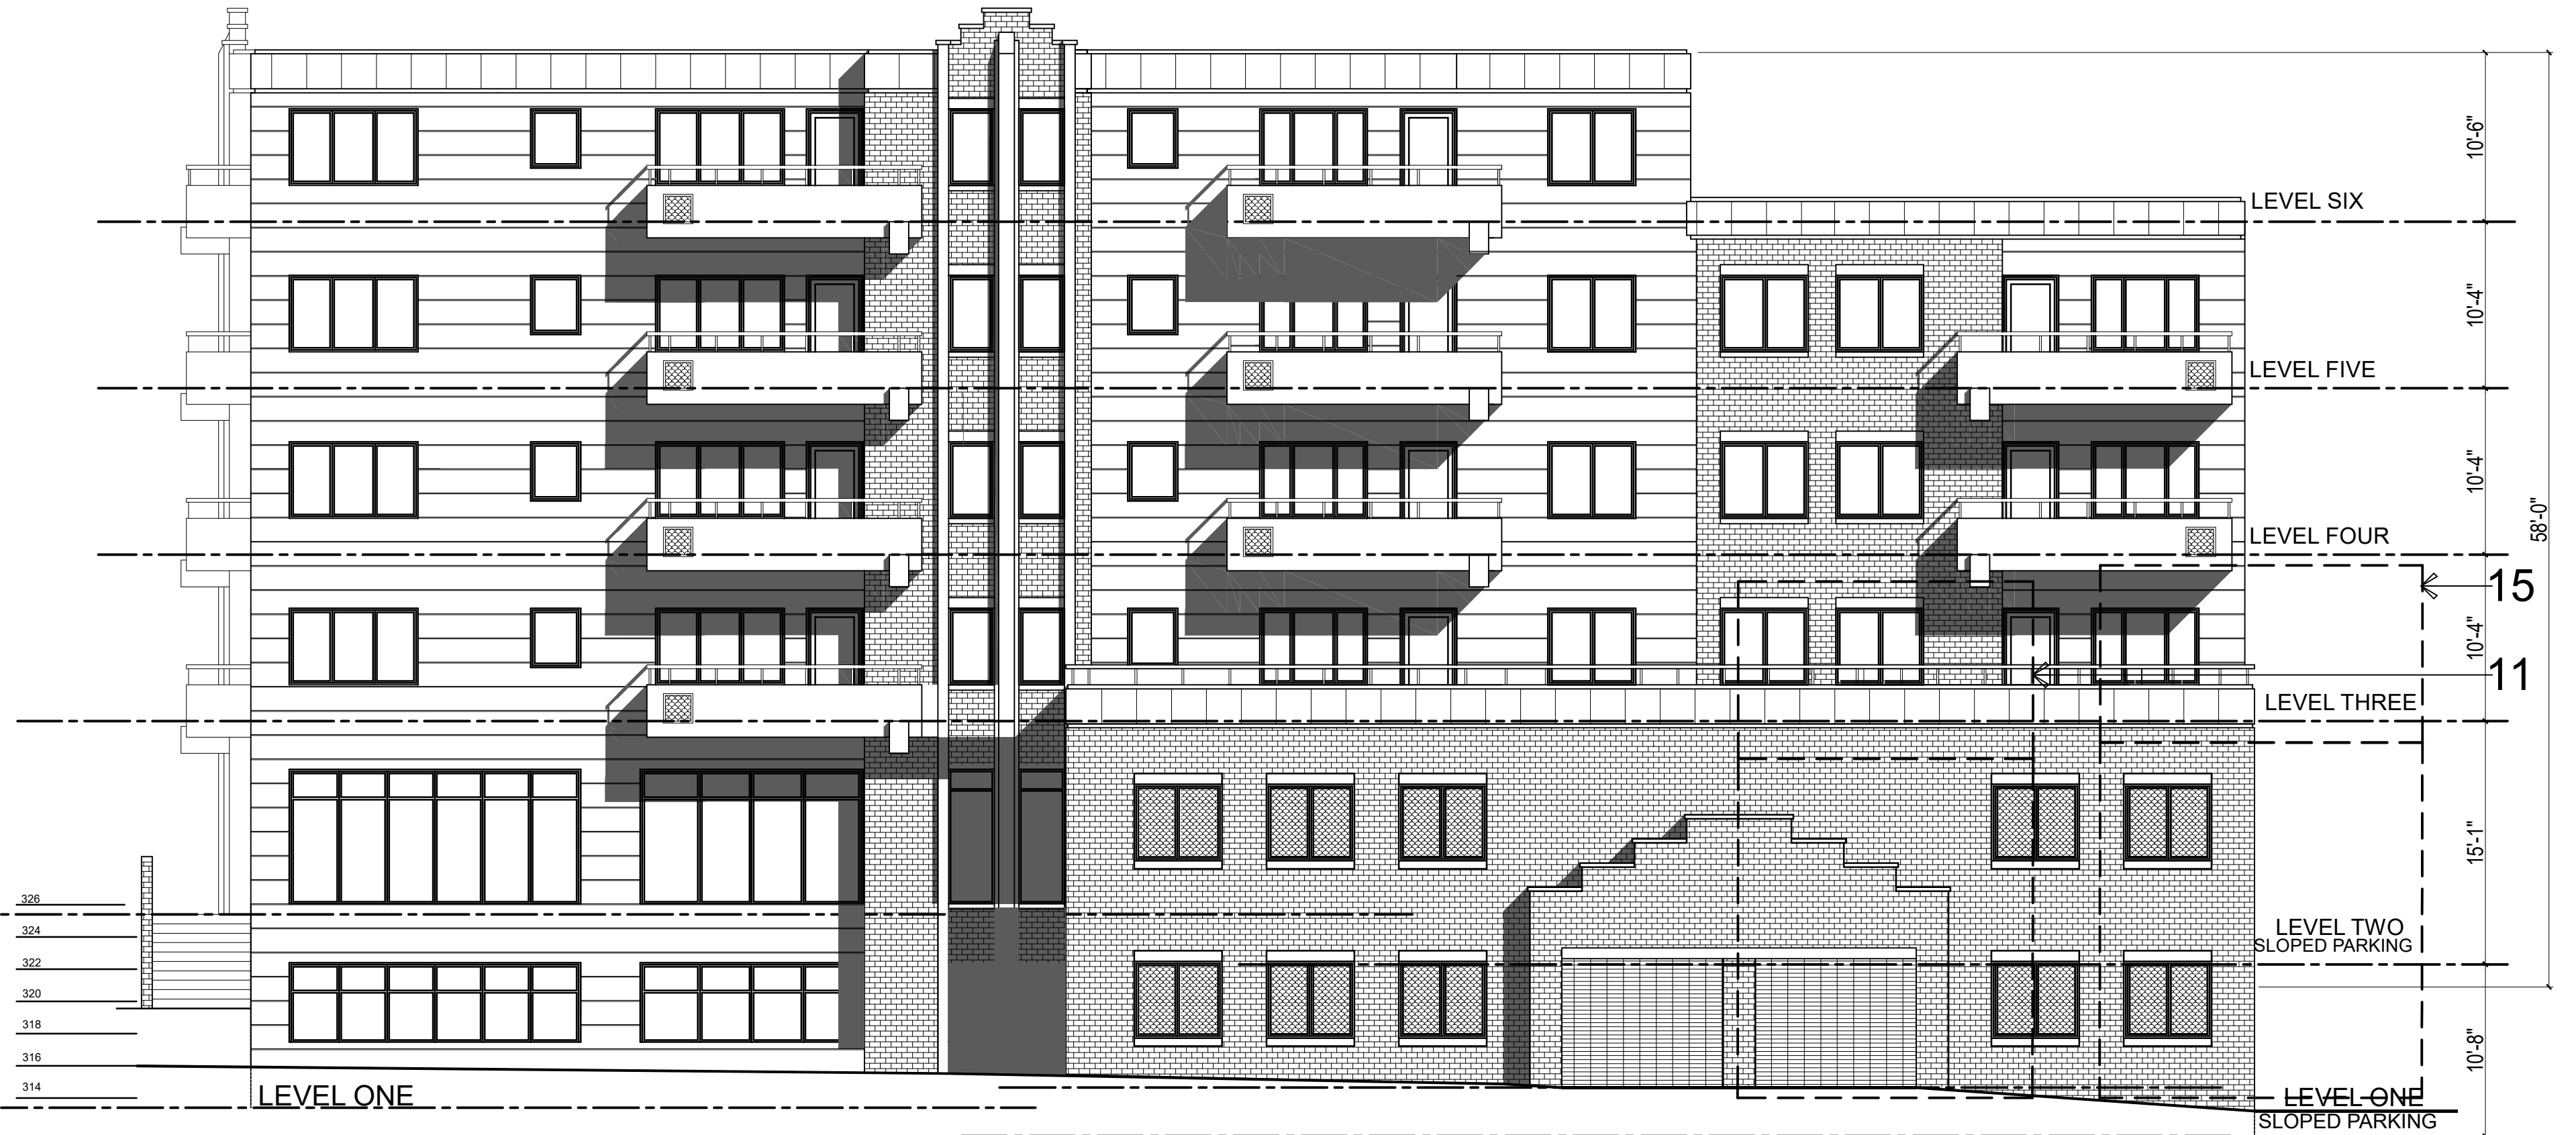 10'-6"
LEVEL SIX
10'-4"
LEVEL FIVE
10'-4"
58'-0"
LEVEL FOUR
15
10'-4"
11
LEVEL THREE
15'-1"
326
324
LEVEL TWO
SLOPED PARKING
322
320
318
316
10'-8"
314
LEVEL ONE
LEVEL ONE
SLOPED PARKING